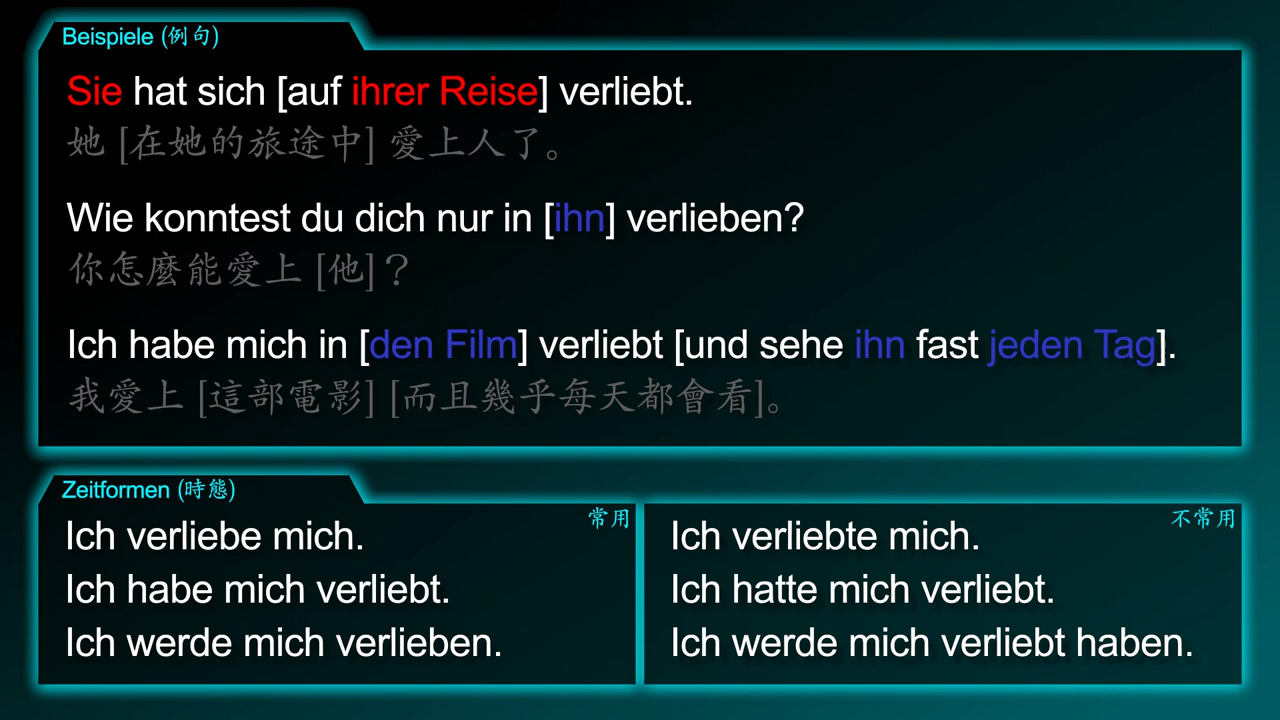 Beispiele (例句)
Sie hat sich [auf ihrer Reise] verliebt.
她 [在她的旅途中] 愛上人了。
Wie konntest du dich nur in [ihn] verlieben?
你怎麼能愛上 [他]？
Ich habe mich in [den Film] verliebt [und sehe ihn fast jeden Tag].
我愛上 [這部電影] [而且幾乎每天都會看]。
Zeitformen (時態)
常用
Ich verliebe mich.
Ich habe mich verliebt.
Ich werde mich verlieben.
不常用
Ich verliebte mich.
Ich hatte mich verliebt.
Ich werde mich verliebt haben.